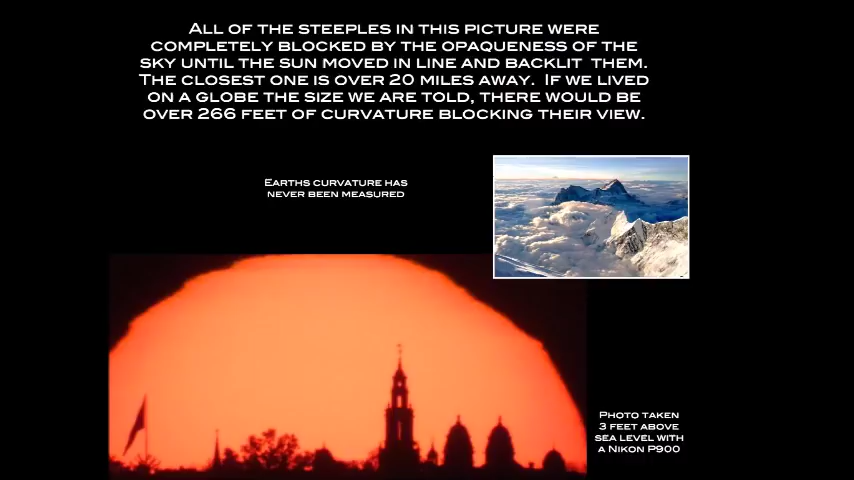 All of the steeples in this picture were
completely blocked by the opaqueness of the
sky until the sun moved in line and backlit them.
The closest one is over 20 miles away. If we lived
on a globe the size we are told, there would be
over 266 feet of curvature blocking their view.
Earths curvature has
never been measured
Photo taken
3 feet above
sea level with
a Nikon P900